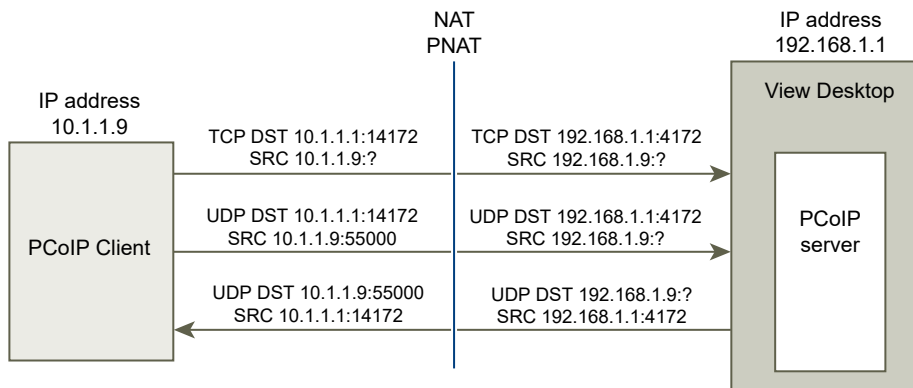 NAT
PNAT
IP address
192.168.1.1
View Desktop
IP address
10.1.1.9
TCP DST 10.1.1.1:14172
SRC 10.1.1.9:?
TCP DST 192.168.1.1:4172
SRC 192.168.1.9:?
UDP DST 10.1.1.1:14172
SRC 10.1.1.9:55000
UDP DST 192.168.1.1:4172
SRC 192.168.1.9:?
PCoIP Client
PCoIP
server
UDP DST 10.1.1.9:55000
SRC 10.1.1.1:14172
UDP DST 192.168.1.9:?
SRC 192.168.1.1:4172